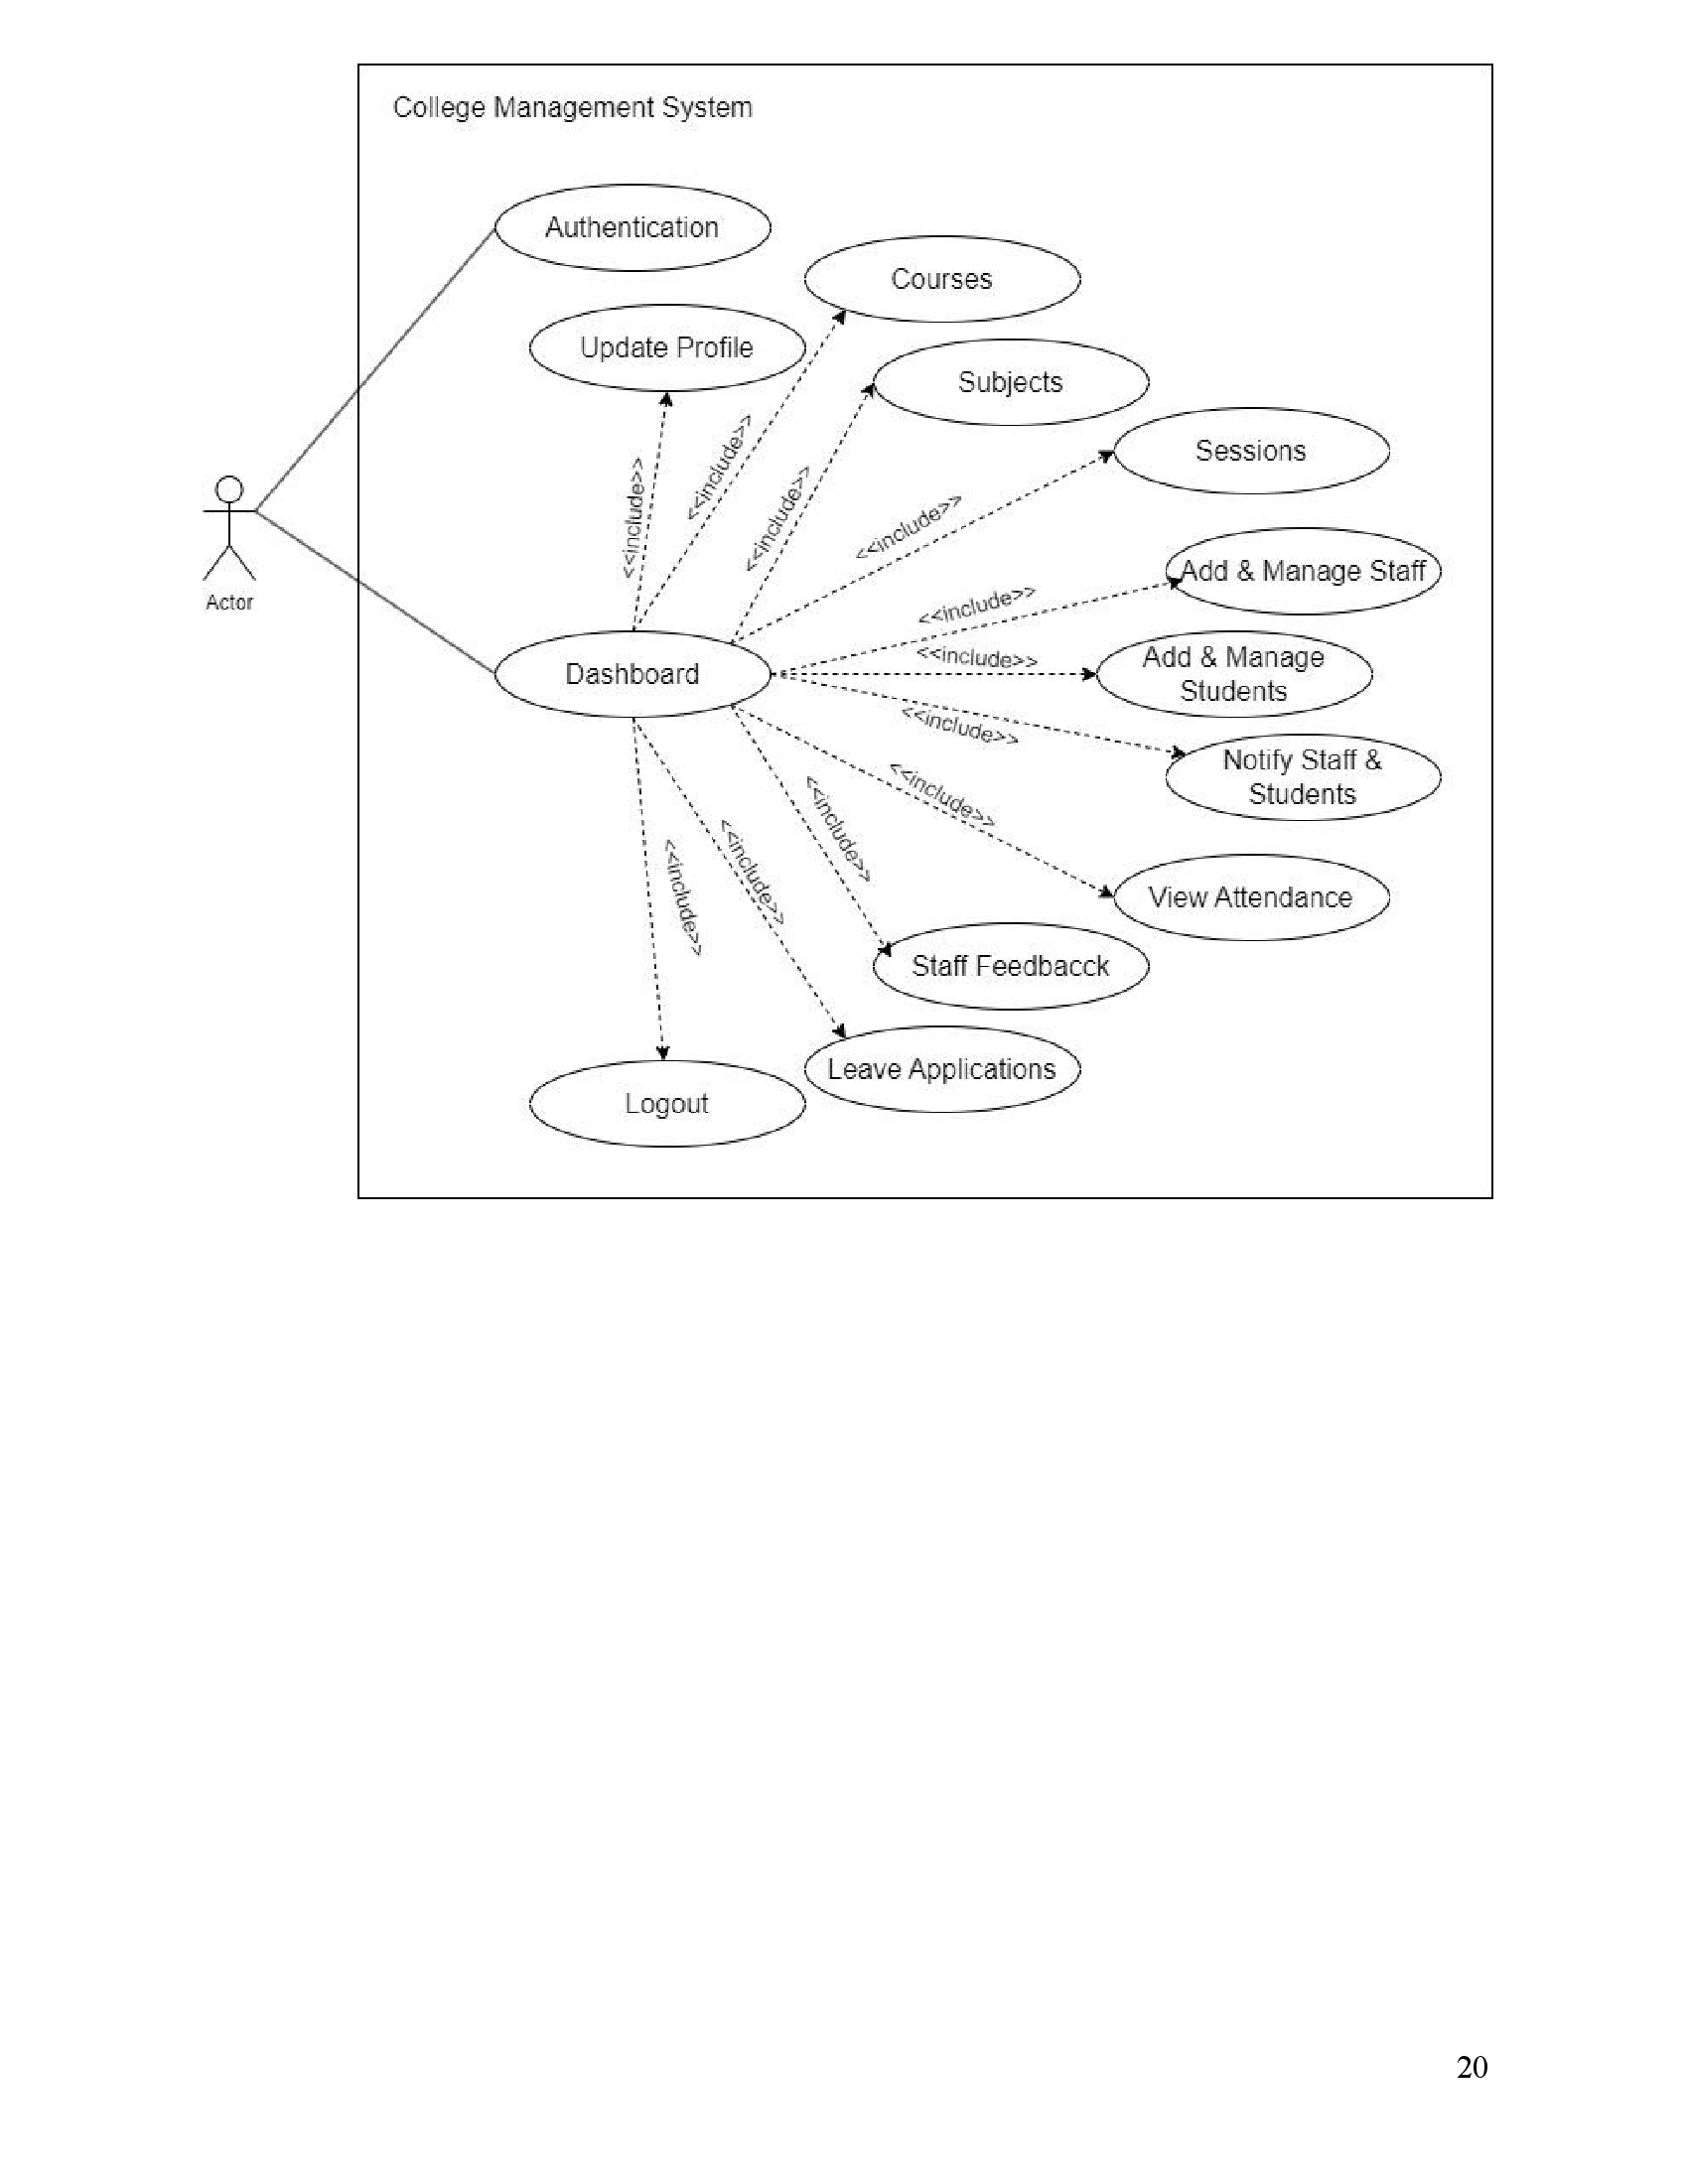 College Management System
Authentication
Courses
Update Profile
Subjects
Sessions
<<include>>
<<include>>
<<include>>
<<include>>
Actor
Add & Manage Staff
<<include>>
<<include>>
Add & Manage
Students
Dashboard
<<include>>
Notify Staff &
Students
<<include>>
<<include>>
<<include>>
<<include>>
View Attendance
Staff Feedbacck
Leave Applications
Logout
20